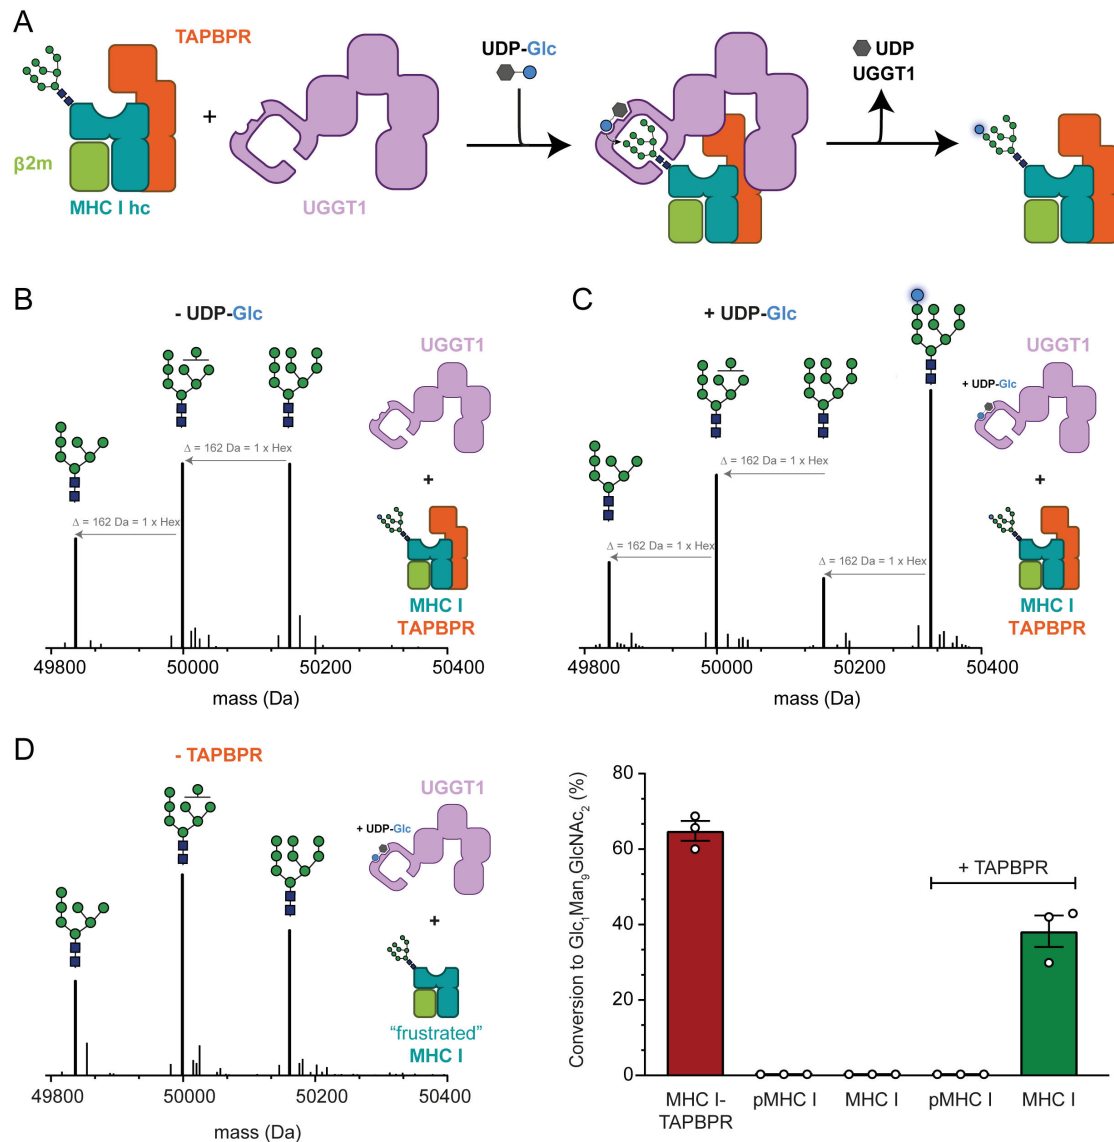 A
TAPBPR
β2m
MHC I hc
+
UGGT1
UDP-Glc
UDP
UGGT1
B
- UDP-Glc
UGGT1
Δ = 162 Da = 1 x Hex
Δ = 162 Da = 1 x Hex
+
MHC I
TAPBPR
49800 50000 50200 50400
mass (Da)
C
+ UDP-Glc
UGGT1
+ UDP-Glc
Δ = 162 Da = 1 x Hex
Δ = 162 Da = 1 x Hex
Δ = 162 Da = 1 x Hex
+
MHC I
TAPBPR
49800 50000 50200 50400
mass (Da)
D
- TAPBPR
UGGT1
+ UDP-Glc
+
"frustrated"
MHC I
49800 50000 50200 50400
mass (Da)
Conversion to Glc₁Man₉GlcNAc₂ (%)
80
60
40
20
0
+ TAPBPR
MHC I-
TAPBPR
pMHC I
MHC I
pMHC I
MHC I